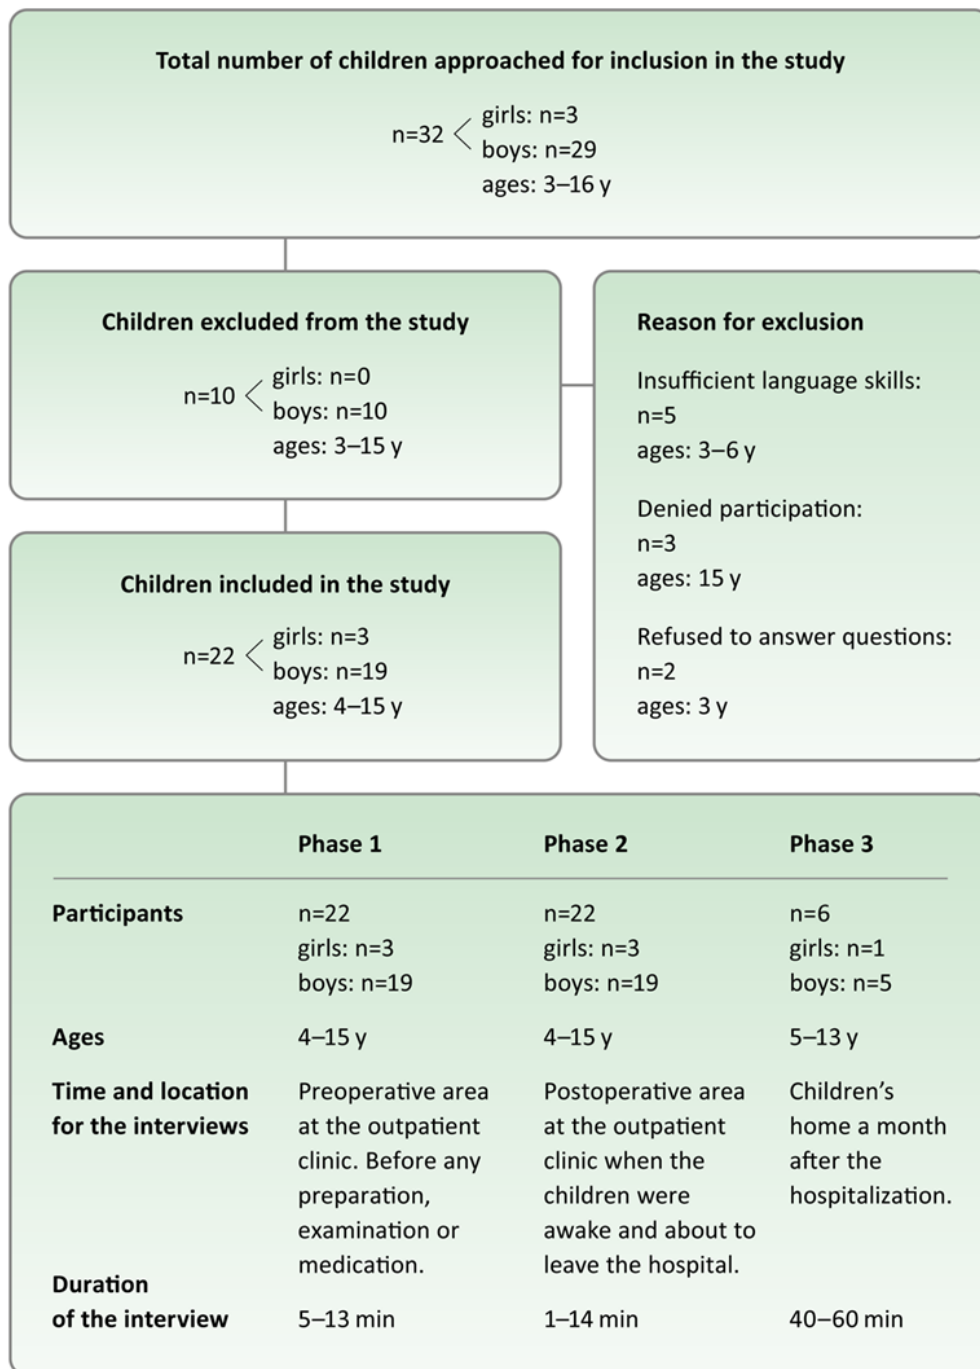 Total number of children approached for inclusion in the study
n=32
girls: n=3
boys: n=29
ages: 3–16 y
Children excluded from the study
n=10
girls: n=0
boys: n=10
ages: 3–15 y
Reason for exclusion
Insufficient language skills:
n=5
ages: 3–6 y
Denied participation:
n=3
ages: 15 y
Refused to answer questions:
n=2
ages: 3 y
Children included in the study
n=22
girls: n=3
boys: n=19
ages: 4–15 y
Phase 1 Phase 2 Phase 3
Participants n=22 n=22 n=6
girls: n=3 girls: n=3 girls: n=1
boys: n=19 boys: n=19 boys: n=5
Ages 4–15 y 4–15 y 5–13 y
Time and location Preoperative area Postoperative area Children’s
for the interviews at the outpatient at the outpatient home a month
clinic. Before any clinic when the after the
preparation, children were hospitalization.
examination or awake and about to
medication. leave the hospital.
Duration
of the interview 5–13 min 1–14 min 40–60 min